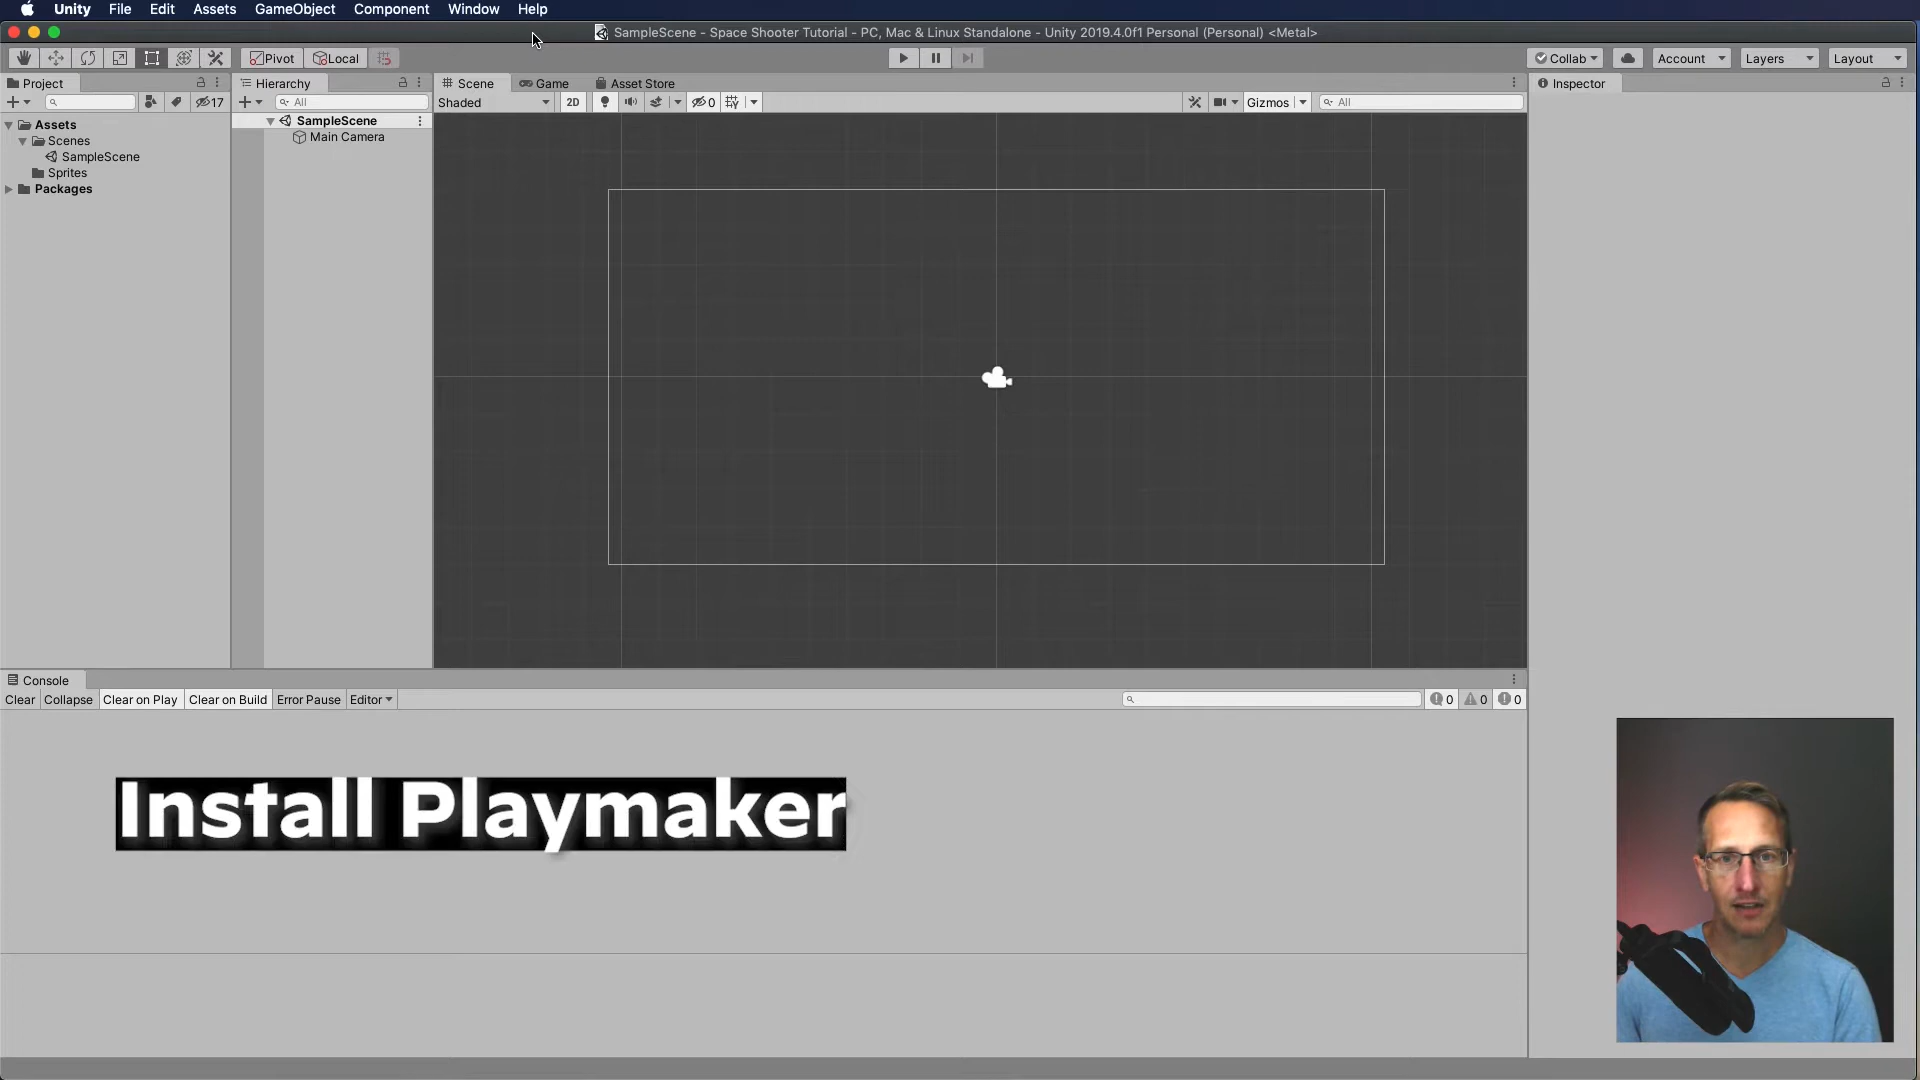 Unity File Edit Assets GameObject Component Window Help
SampleScene - Space Shooter Tutorial - PC, Mac & Linux Standalone - Unity 2019.4.0f1 Personal (Personal) <Metal>
Pivot Local Collab Account Layers Layout
Project Hierarchy Scene Game Asset Store Inspector
17 All Shaded 2D 0 Gizmos All
Assets
Scenes
SampleScene
Sprites
Packages
SampleScene
Main Camera
Console
Clear Collapse Clear on Play Clear on Build Error Pause Editor 0 0 0
Install Playmaker